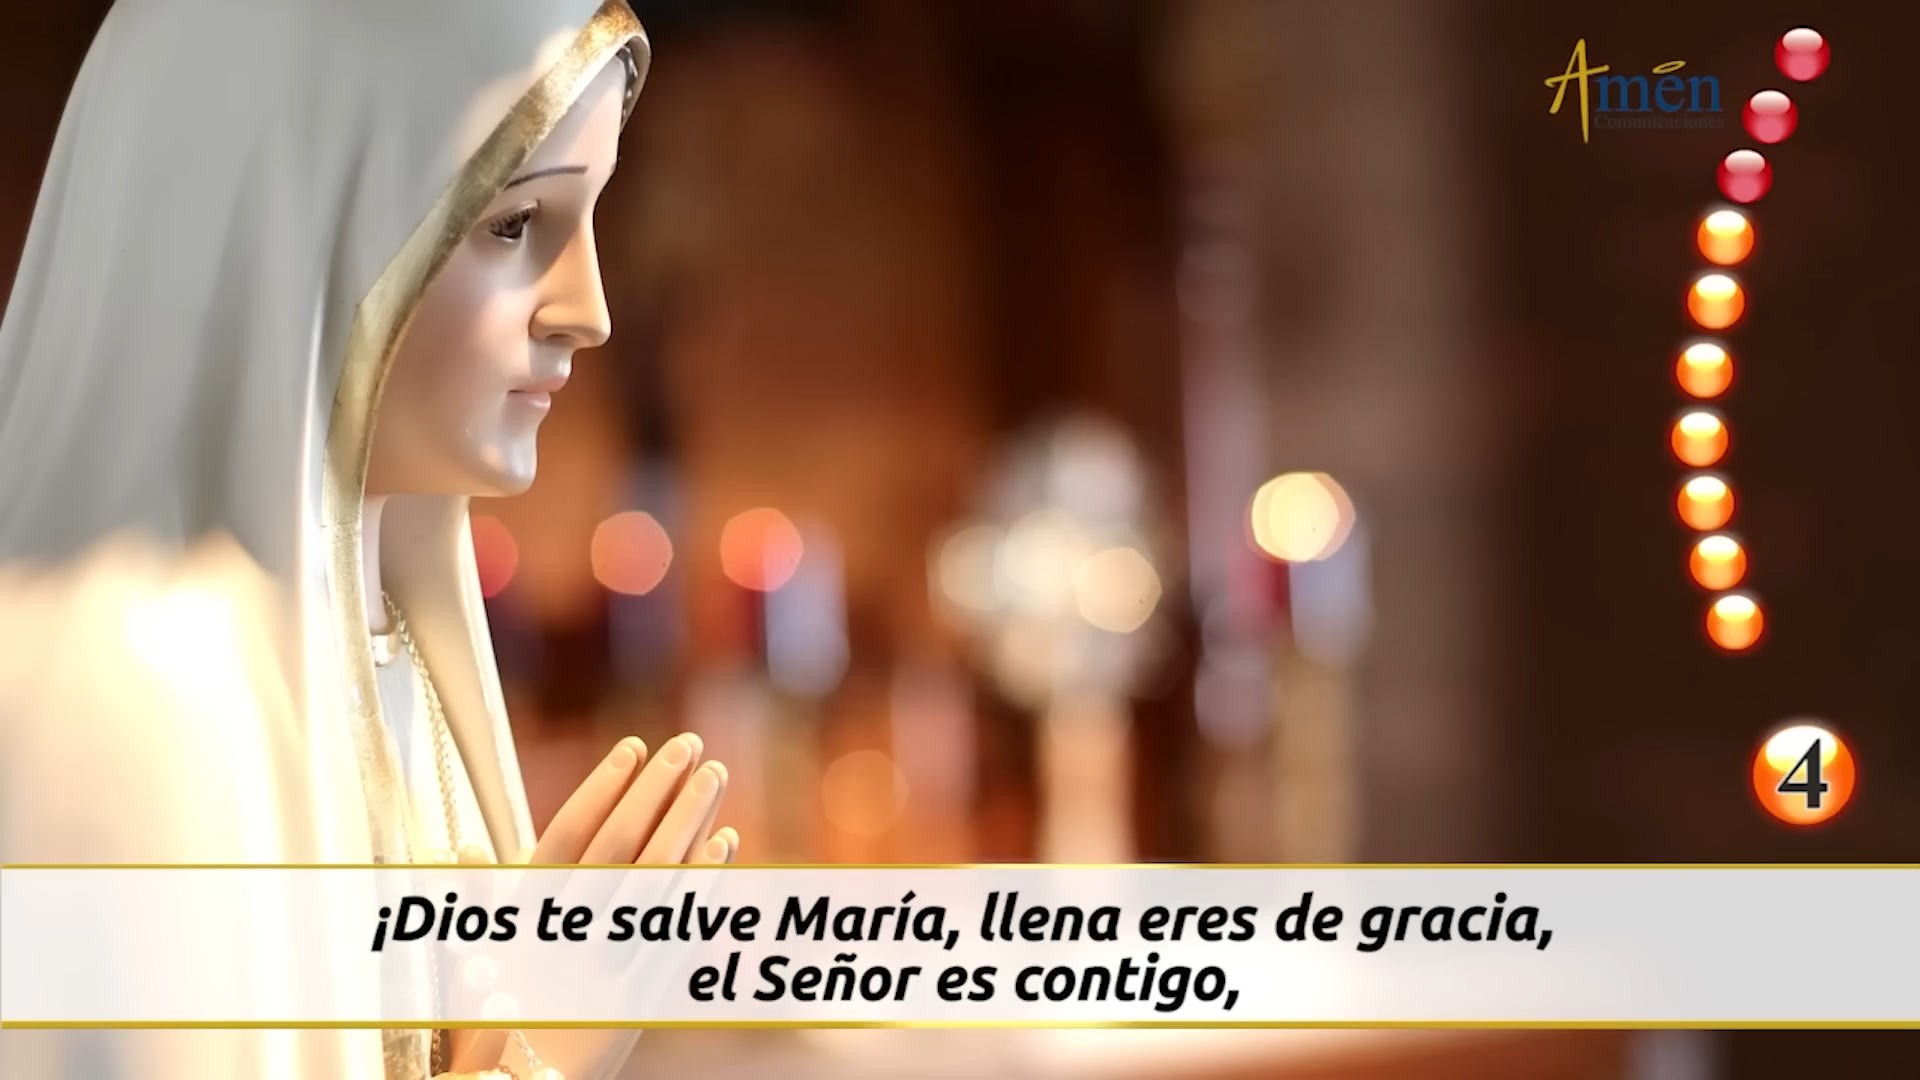 Amén
Comunicaciones
4
¡Dios te salve María, llena eres de gracia,
el Señor es contigo,